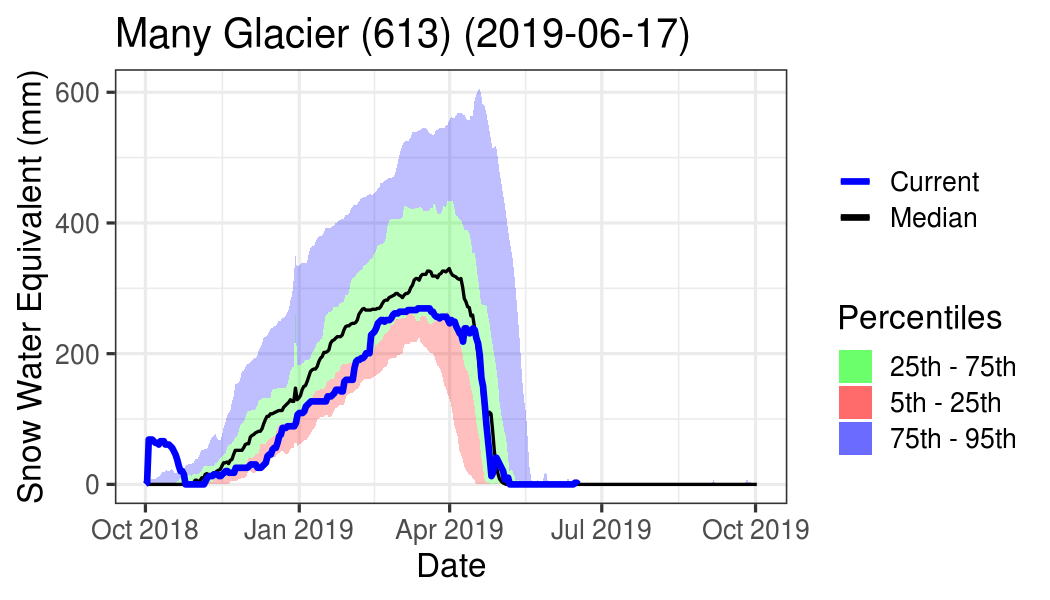 Many Glacier (613) (2019-06-17)
Snow Water Equivalent (mm)
600
400
200
0
Oct 2018
Jan 2019
Apr 2019
Jul 2019
Oct 2019
Date
Current
Median
Percentiles
25th - 75th
5th - 25th
75th - 95th